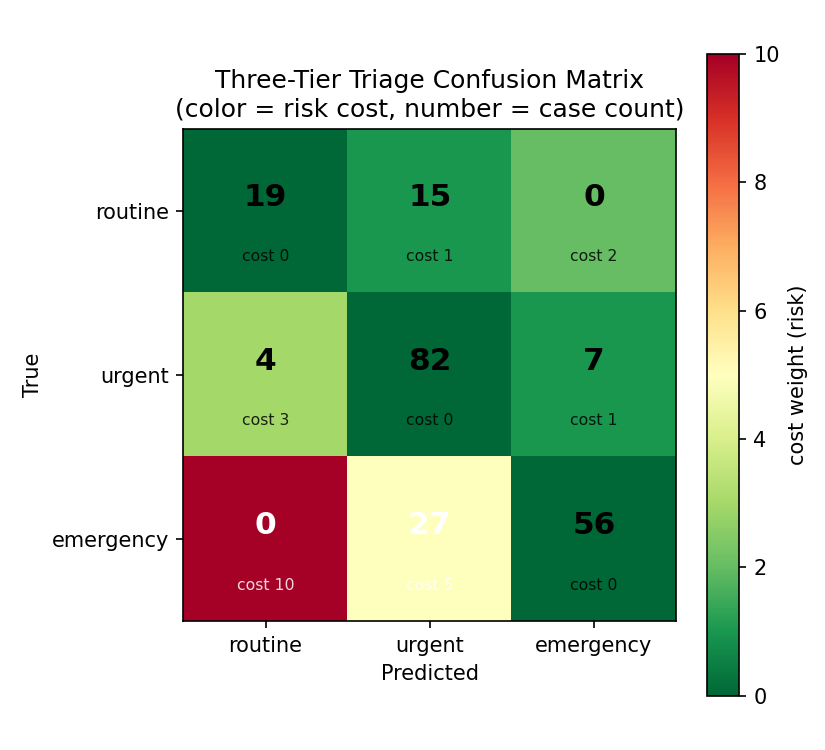 Three-Tier Triage Confusion Matrix
(color = risk cost, number = case count)
10
8
6
4
2
0
cost weight (risk)
True
routine
19
15
0
cost 0
cost 1
cost 2
urgent
4
82
7
cost 3
cost 0
cost 1
emergency
0
27
56
cost 10
cost 5
cost 0
routine
urgent
emergency
Predicted